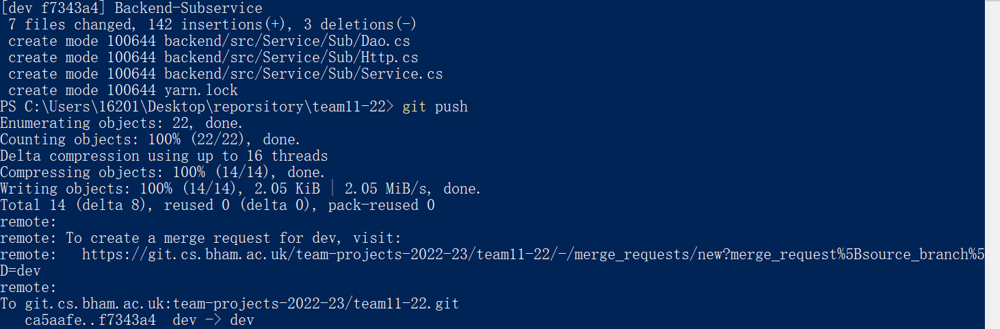 [dev f7343a4] Backend-Subservice
 7 files changed, 142 insertions(+), 3 deletions(-)
 create mode 100644 backend/src/Service/Sub/Dao.cs
 create mode 100644 backend/src/Service/Sub/Http.cs
 create mode 100644 backend/src/Service/Sub/Service.cs
 create mode 100644 yarn.lock
PS C:\Users\16201\Desktop\reporsitory\team11-22> git push
Enumerating objects: 22, done.
Counting objects: 100% (22/22), done.
Delta compression using up to 16 threads
Compressing objects: 100% (14/14), done.
Writing objects: 100% (14/14), 2.05 KiB | 2.05 MiB/s, done.
Total 14 (delta 8), reused 0 (delta 0), pack-reused 0
remote:
remote: To create a merge request for dev, visit:
remote:   https://git.cs.bham.ac.uk/team-projects-2022-23/team11-22/-/merge_requests/new?merge_request%5Bsource_branch%5
D=dev
remote:
To git.cs.bham.ac.uk:team-projects-2022-23/team11-22.git
   ca5aafe..f7343a4  dev -> dev